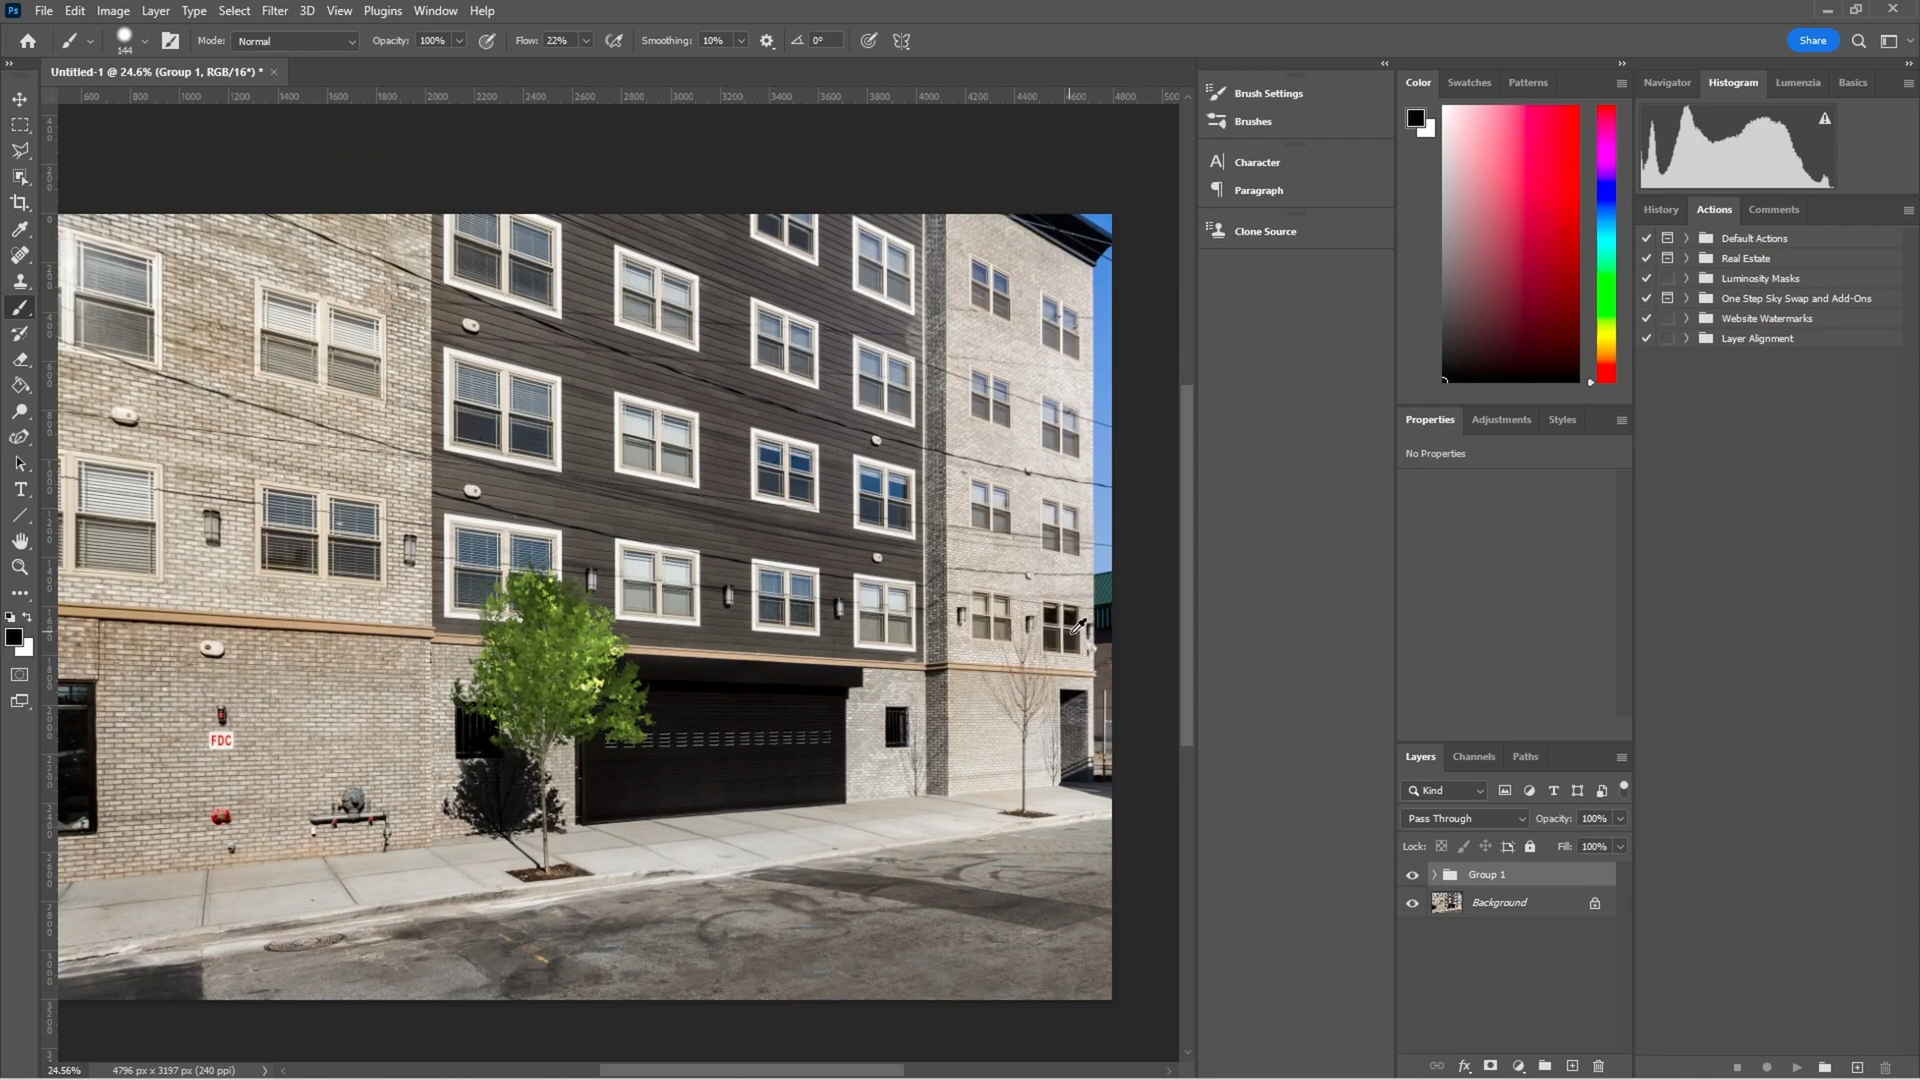 Ps File Edit Image Layer Type Select Filter 3D View Plugins Window Help
144 Mode: Normal Opacity: 100% Flow: 22% Smoothing: 10% 0° Share
Untitled-1 @ 24.6% (Group 1, RGB/16*) * ×
600 800 1000 1200 1400 1600 1800 2000 2200 2400 2600 2800 3000 3200 3400 3600 3800 4000 4200 4400 4600 4800 500
Brush Settings
Brushes
Character
Paragraph
Clone Source
Color Swatches Patterns
Navigator Histogram Lumenzia Basics
History Actions Comments
Default Actions
Real Estate
Luminosity Masks
One Step Sky Swap and Add-Ons
Website Watermarks
Layer Alignment
Properties Adjustments Styles
No Properties
FDC
Layers Channels Paths
Kind
Pass Through Opacity: 100%
Lock: Fill: 100%
Group 1
Background
24.56% 4796 px x 3197 px (240 ppi)